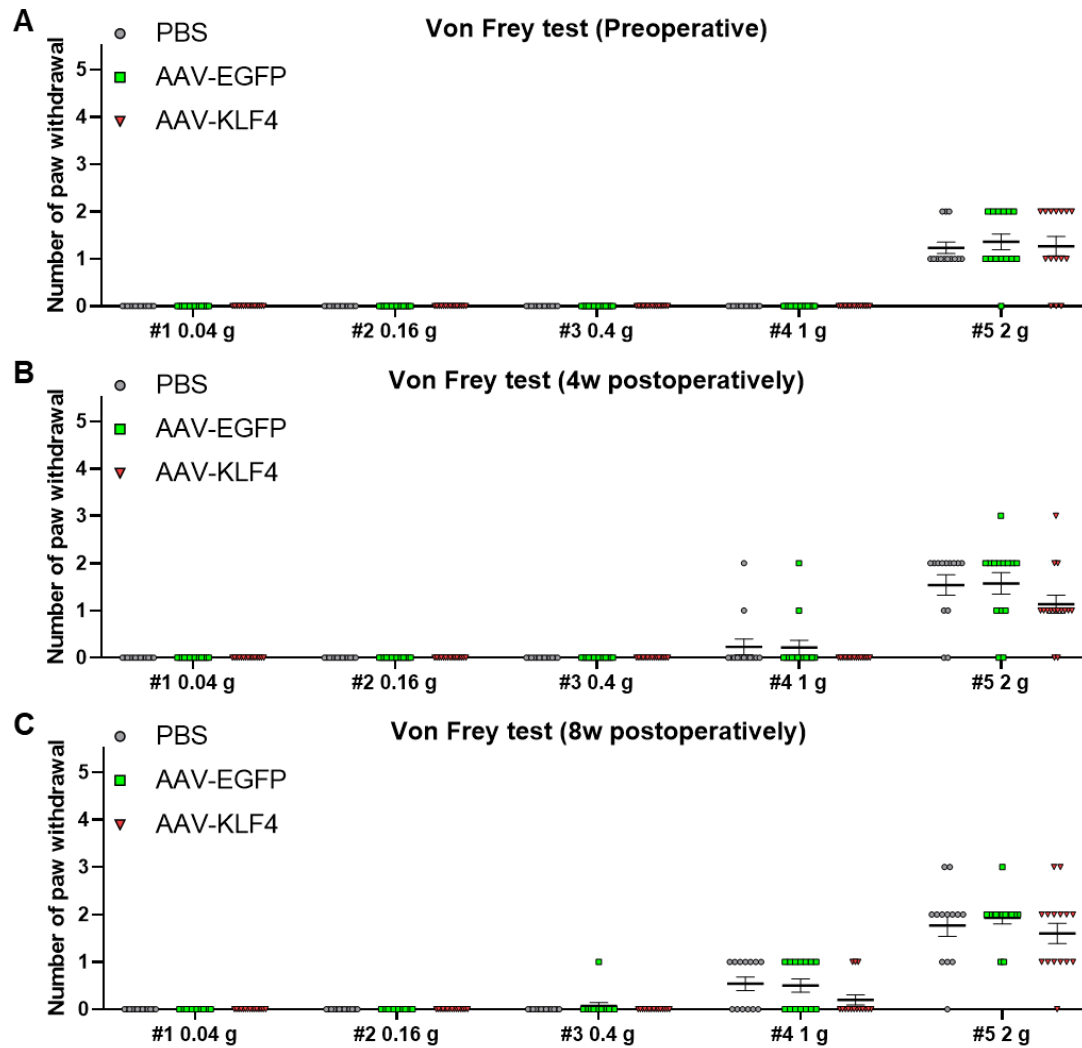 A
Von Frey test (Preoperative)
PBS
AAV-EGFP
AAV-KLF4
Number of paw withdrawal
5
4
3
2
1
0
#1 0.04 g
#2 0.16 g
#3 0.4 g
#4 1 g
#5 2 g
B
Von Frey test (4w postoperatively)
PBS
AAV-EGFP
AAV-KLF4
Number of paw withdrawal
5
4
3
2
1
0
#1 0.04 g
#2 0.16 g
#3 0.4 g
#4 1 g
#5 2 g
C
Von Frey test (8w postoperatively)
PBS
AAV-EGFP
AAV-KLF4
Number of paw withdrawal
5
4
3
2
1
0
#1 0.04 g
#2 0.16 g
#3 0.4 g
#4 1 g
#5 2 g